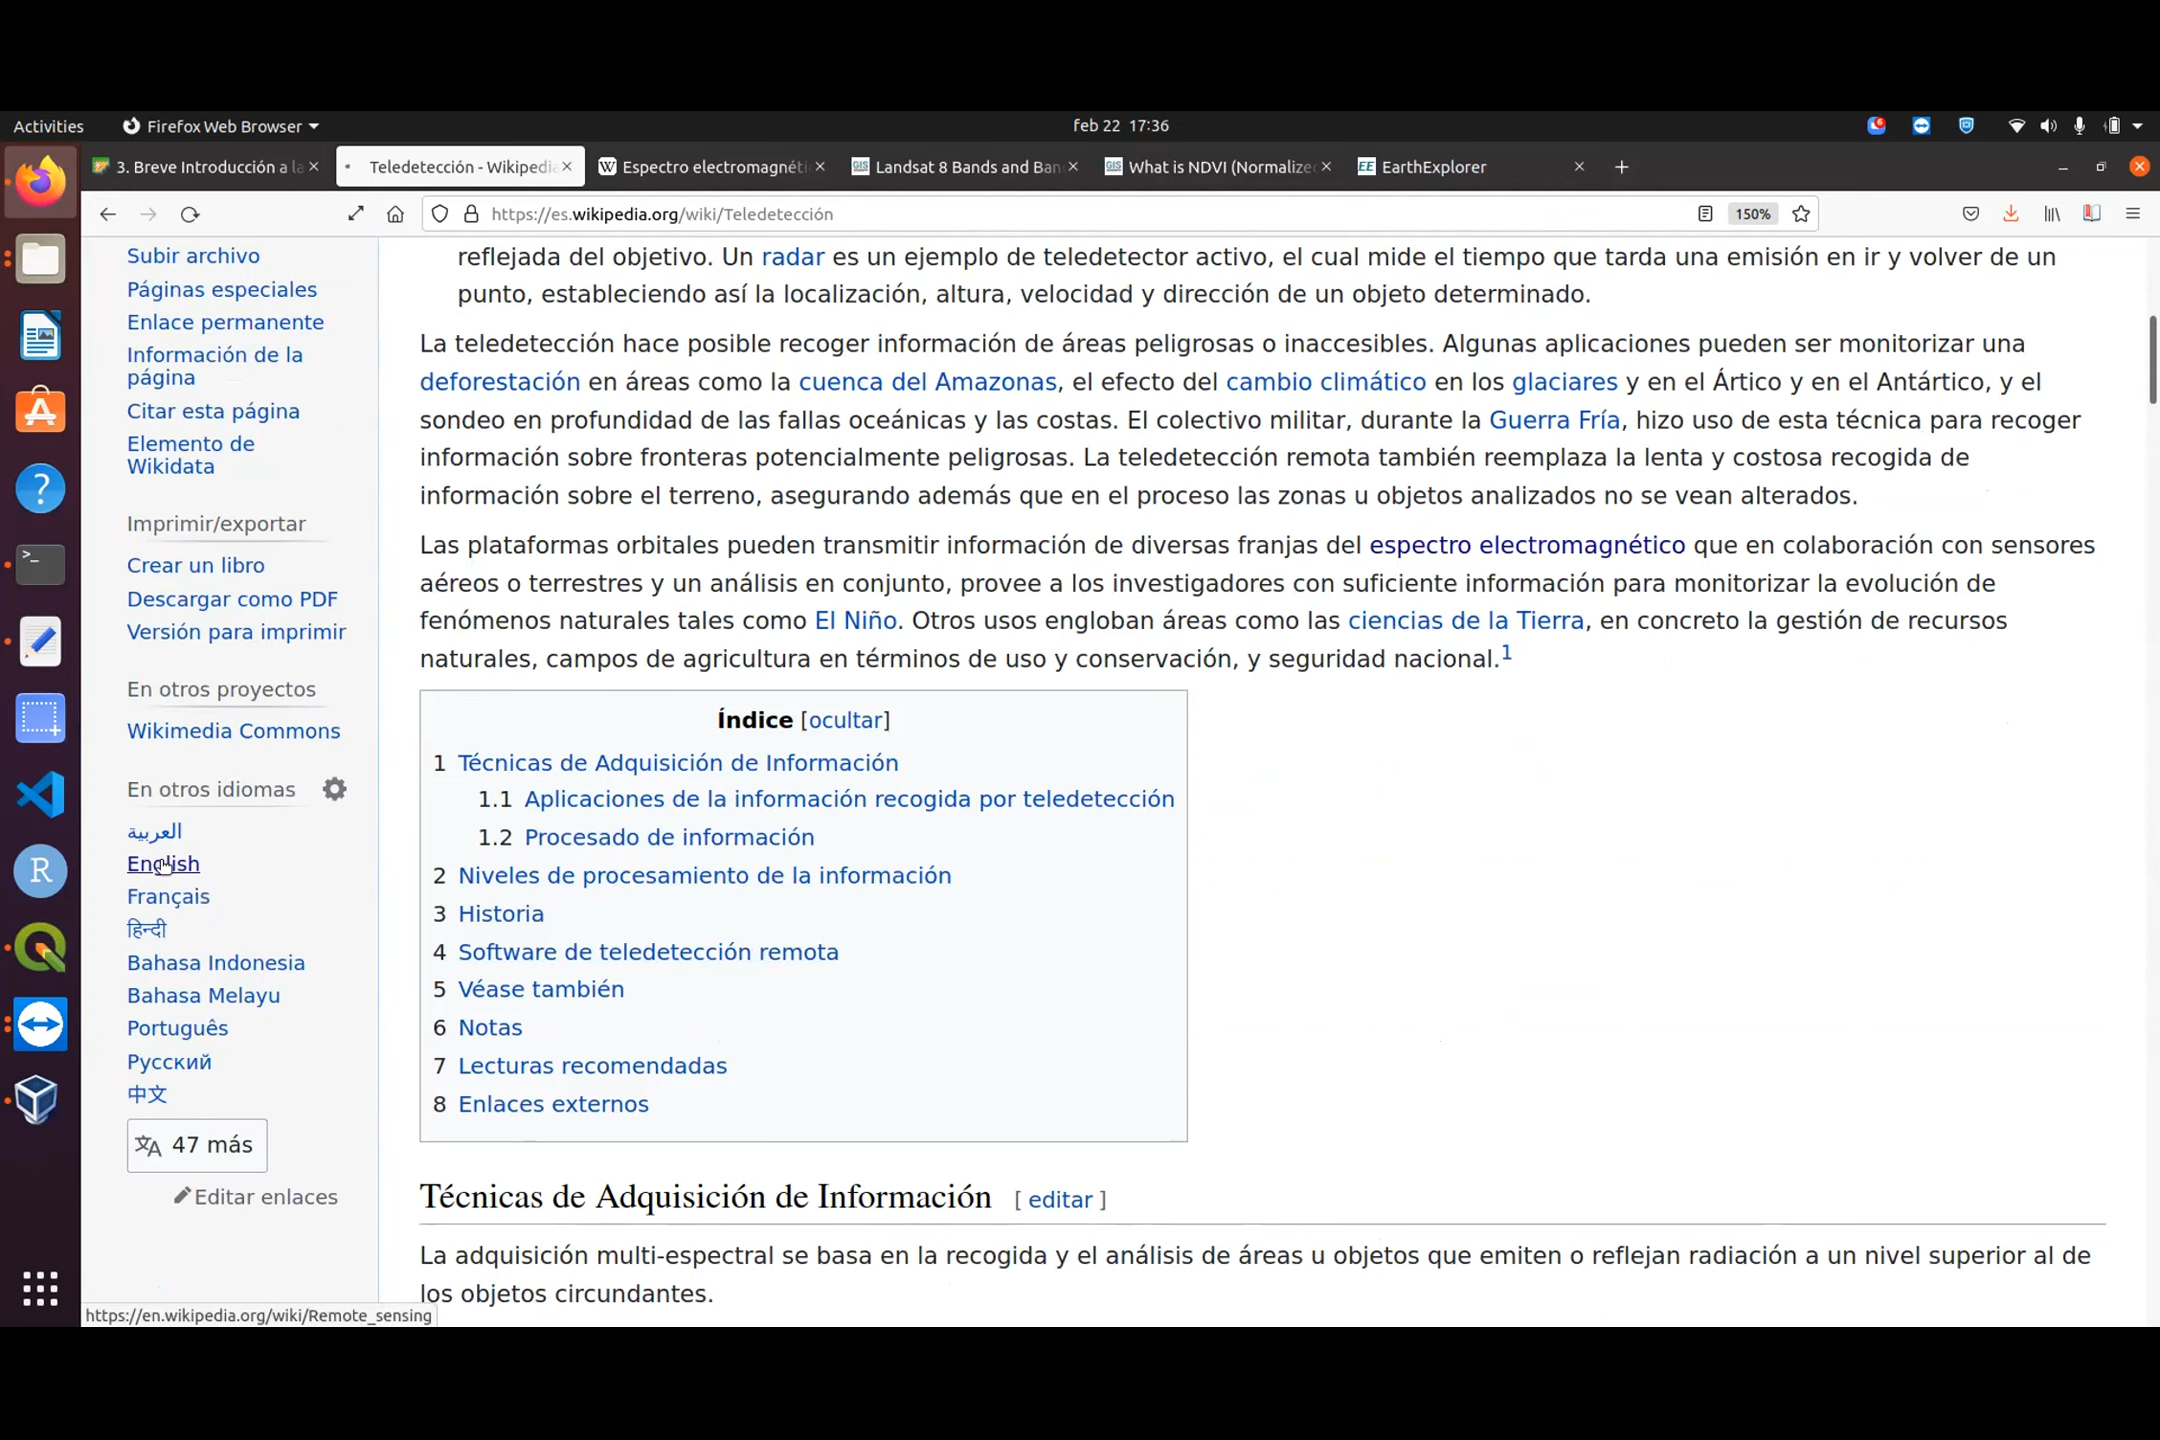 Activities
Firefox Web Browser
feb 22 17:36
3. Breve Introducción a la
Teledetección - Wikipedia
Espectro electromagnéti
Landsat 8 Bands and Ban
What is NDVI (Normalize
EarthExplorer
https://es.wikipedia.org/wiki/Teledetección
150%
Subir archivo
Páginas especiales
Enlace permanente
Información de la
página
Citar esta página
Elemento de
Wikidata
Imprimir/exportar
Crear un libro
Descargar como PDF
Versión para imprimir
En otros proyectos
Wikimedia Commons
En otros idiomas
العربية
English
Français
हिन्दी
Bahasa Indonesia
Bahasa Melayu
Português
Русский
中文
47 más
Editar enlaces
reflejada del objetivo. Un radar es un ejemplo de teledetector activo, el cual mide el tiempo que tarda una emisión en ir y volver de un
punto, estableciendo así la localización, altura, velocidad y dirección de un objeto determinado.
La teledetección hace posible recoger información de áreas peligrosas o inaccesibles. Algunas aplicaciones pueden ser monitorizar una
deforestación en áreas como la cuenca del Amazonas, el efecto del cambio climático en los glaciares y en el Ártico y en el Antártico, y el
sondeo en profundidad de las fallas oceánicas y las costas. El colectivo militar, durante la Guerra Fría, hizo uso de esta técnica para recoger
información sobre fronteras potencialmente peligrosas. La teledetección remota también reemplaza la lenta y costosa recogida de
información sobre el terreno, asegurando además que en el proceso las zonas u objetos analizados no se vean alterados.
Las plataformas orbitales pueden transmitir información de diversas franjas del espectro electromagnético que en colaboración con sensores
aéreos o terrestres y un análisis en conjunto, provee a los investigadores con suficiente información para monitorizar la evolución de
fenómenos naturales tales como El Niño. Otros usos engloban áreas como las ciencias de la Tierra, en concreto la gestión de recursos
naturales, campos de agricultura en términos de uso y conservación, y seguridad nacional.1
Índice [ocultar]
1 Técnicas de Adquisición de Información
1.1 Aplicaciones de la información recogida por teledetección
1.2 Procesado de información
2 Niveles de procesamiento de la información
3 Historia
4 Software de teledetección remota
5 Véase también
6 Notas
7 Lecturas recomendadas
8 Enlaces externos
Técnicas de Adquisición de Información [ editar ]
La adquisición multi-espectral se basa en la recogida y el análisis de áreas u objetos que emiten o reflejan radiación a un nivel superior al de
los objetos circundantes.
https://en.wikipedia.org/wiki/Remote_sensing